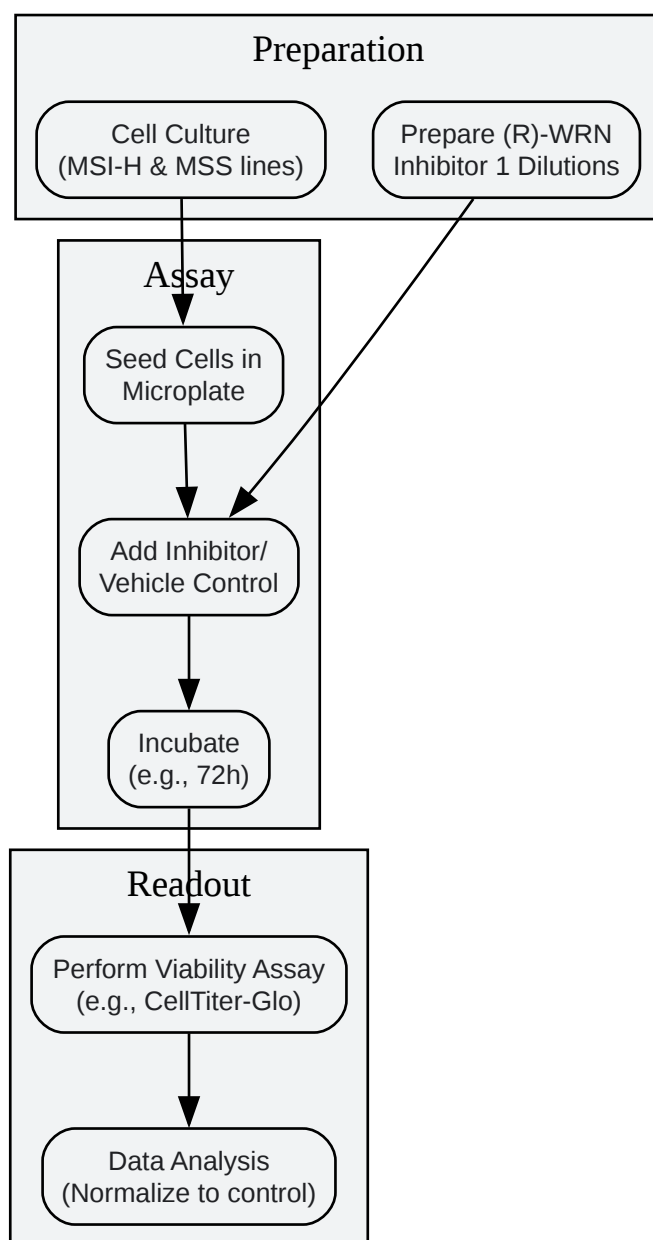 Preparation
Cell Culture
(MSI-H & MSS lines)
Prepare (R)-WRN
Inhibitor 1 Dilutions
Assay
Seed Cells in
Microplate
Add Inhibitor/
Vehicle Control
Incubate
(e.g., 72h)
Readout
Perform Viability Assay
(e.g., CellTiter-Glo)
Data Analysis
(Normalize to control)